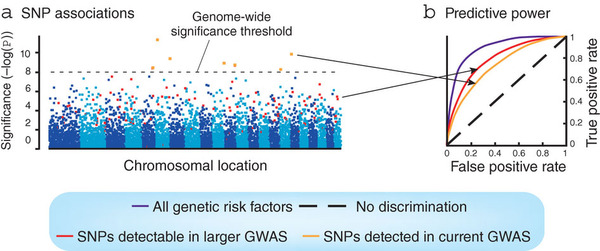 a SNP associations
Genome-wide
significance threshold
Significance (–log(P))
10
8
6
4
2
0
Chromosomal location
b Predictive power
1
0.8
0.6
0.4
0.2
0
True positive rate
0 0.2 0.4 0.6 0.8 1
False positive rate
All genetic risk factors
No discrimination
SNPs detectable in larger GWAS
SNPs detected in current GWAS